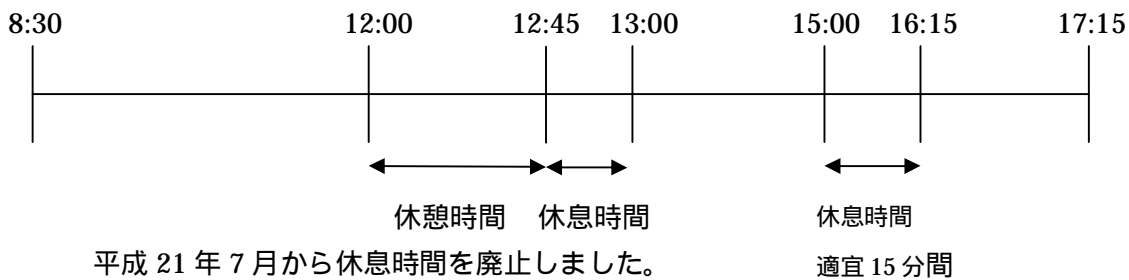 8:30 12:00 12:45 13:00 15:00 16:15 17:15
休憩時間 休息時間 休息時間
平成 21 年 7 月から休息時間を廃止しました。 適宜 15 分間